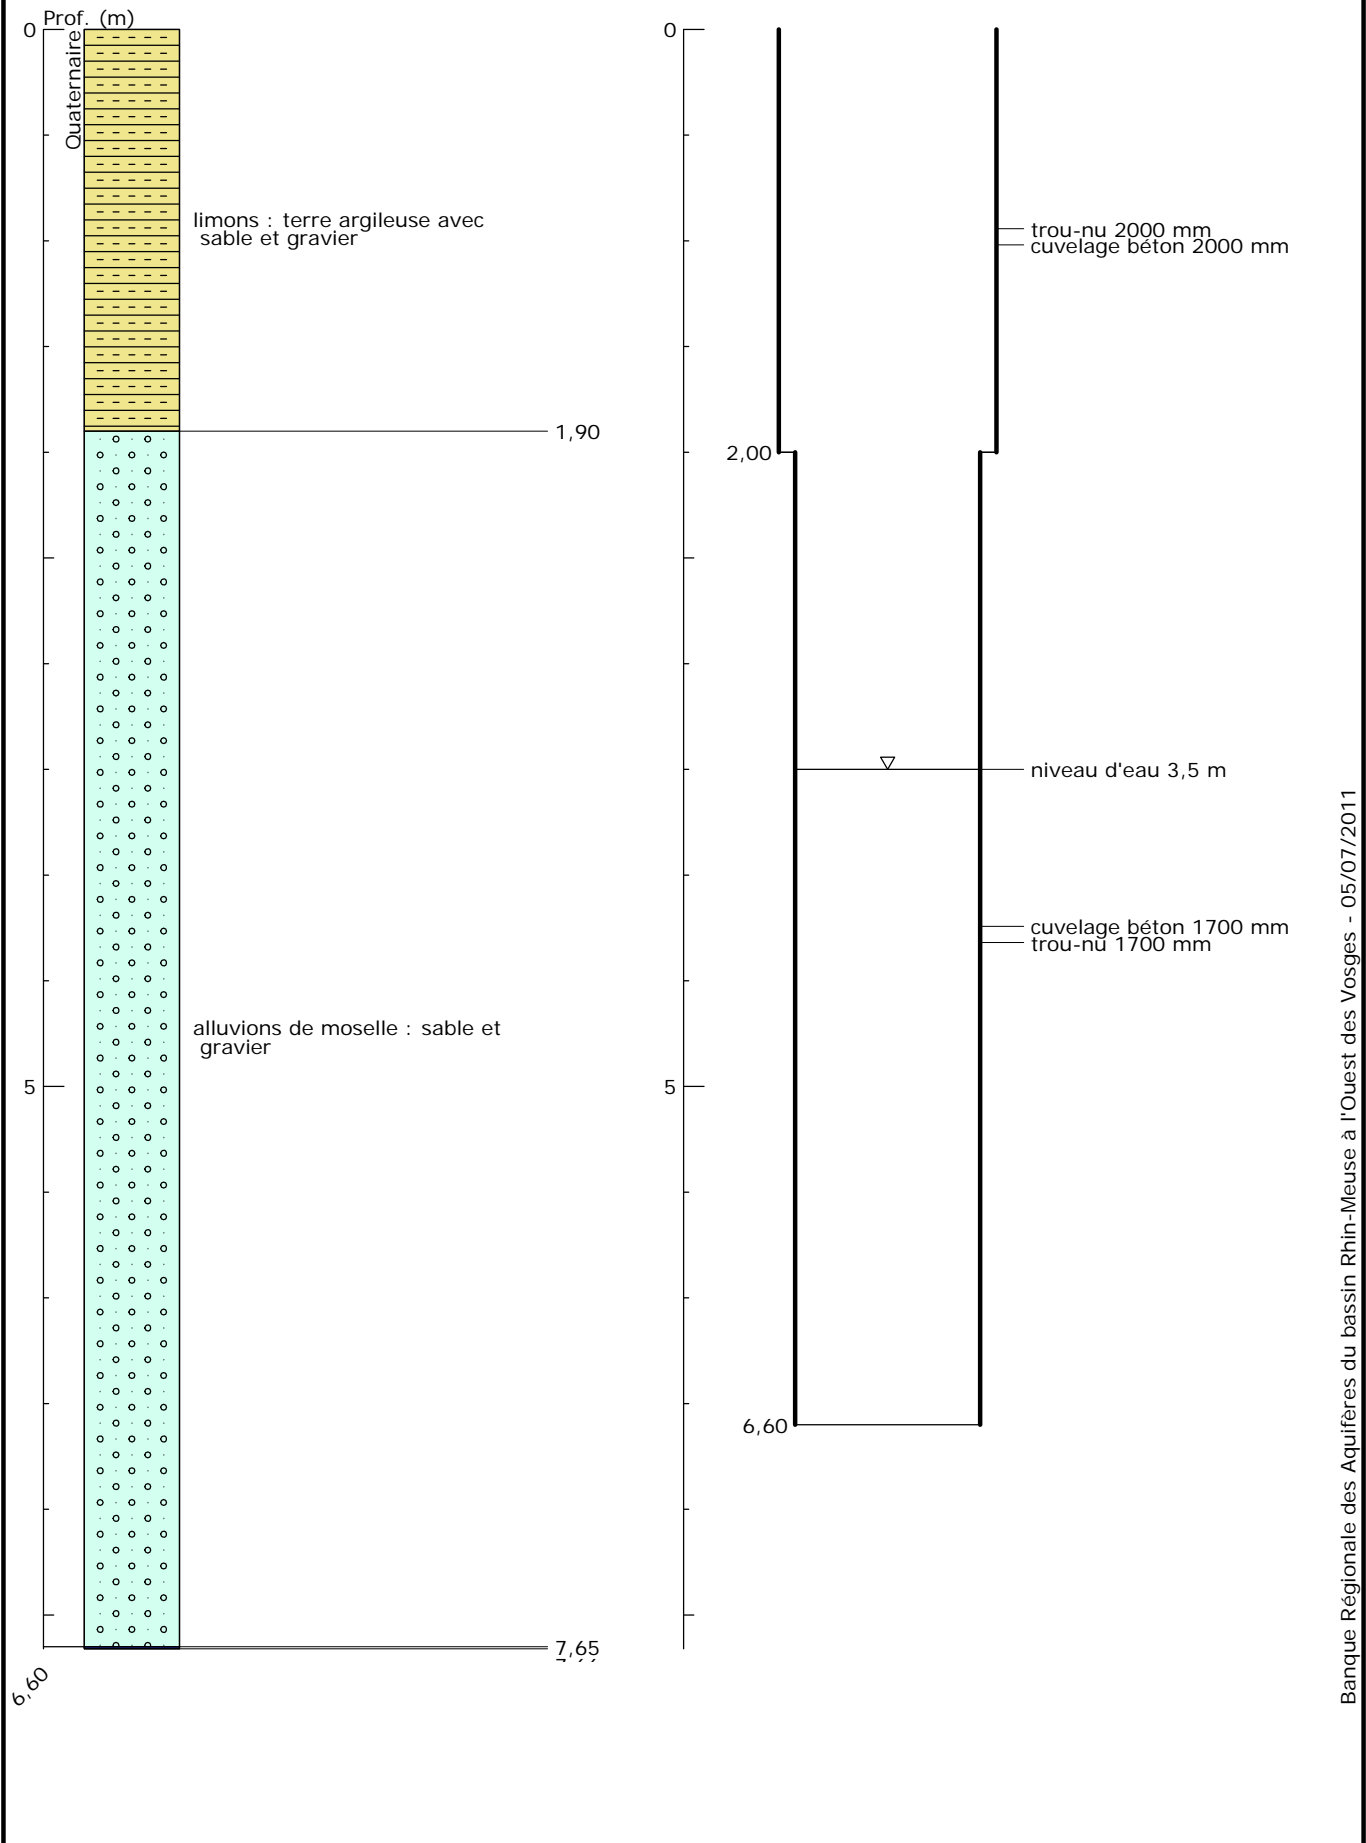 Prof. (m)
0
Quaternaire
limons : terre argileuse avec
sable et gravier
1,90
alluvions de moselle : sable et
gravier
5
7,65
6,60
0
trou-nu 2000 mm
cuvelage béton 2000 mm
2,00
niveau d'eau 3,5 m
cuvelage béton 1700 mm
trou-nu 1700 mm
5
6,60
Banque Régionale des Aquifères du bassin Rhin-Meuse à l'Ouest des Vosges - 05/07/2011